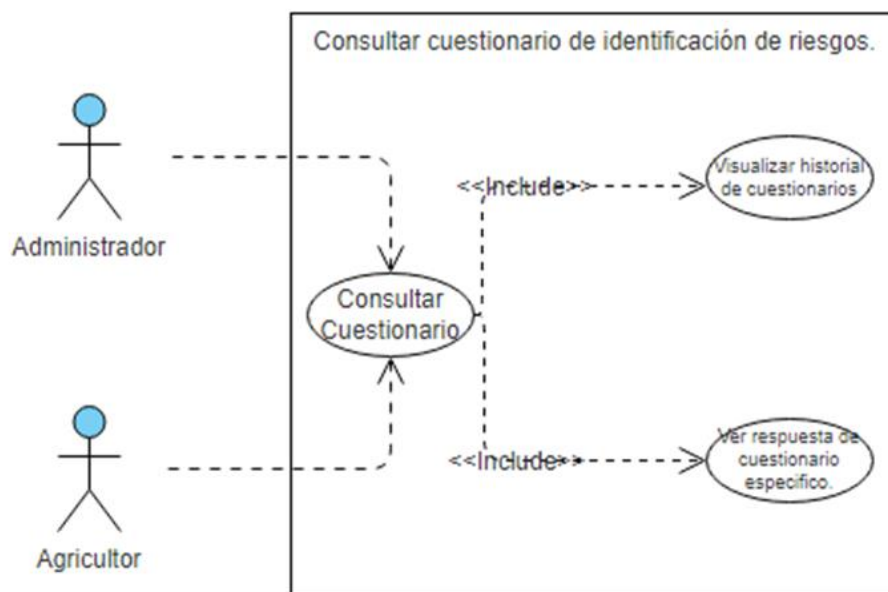 Consultar cuestionario de identificación de riesgos.
Administrador
<<Include>>
Visualizar historial
de cuestionarios
Consultar
Cuestionario
Agricultor
<<Include>>
Ver respuesta de
cuestionario
especifico.